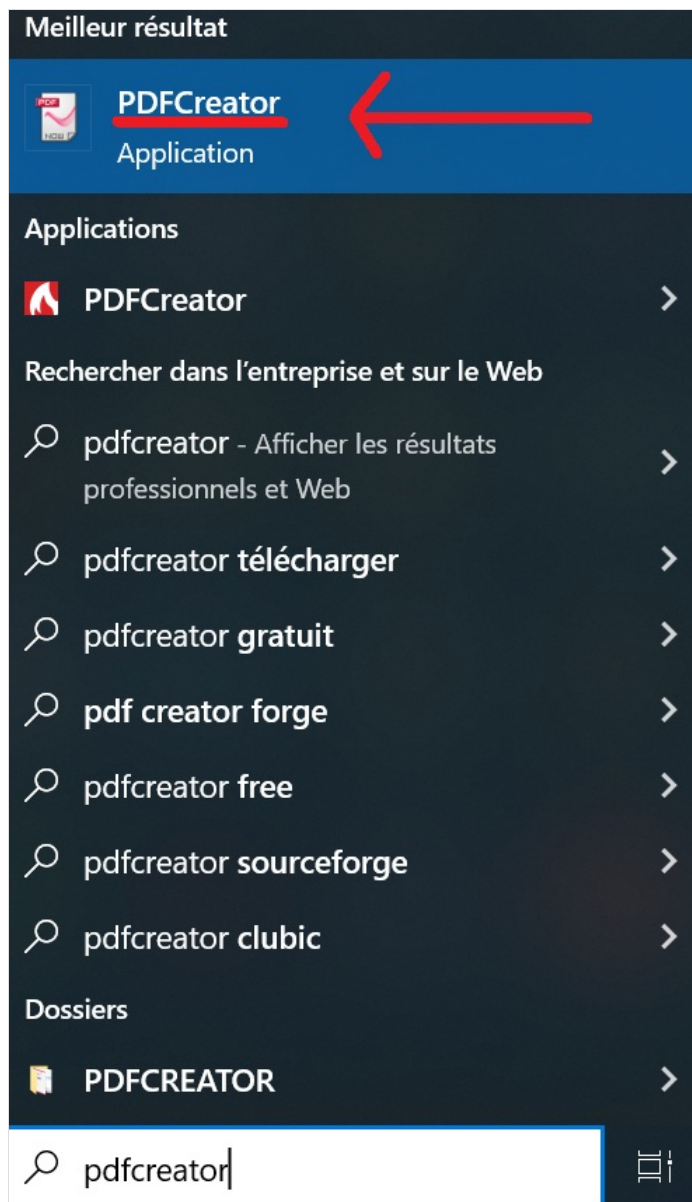 Meilleur résultat
PDFCreator
Application
Applications
PDFCreator
Rechercher dans l'entreprise et sur le Web
pdfcreator - Afficher les résultats
professionnels et Web
pdfcreator télécharger
pdfcreator gratuit
pdf creator forge
pdfcreator free
pdfcreator sourceforge
pdfcreator clubic
Dossiers
PDFCREATOR
pdfcreator